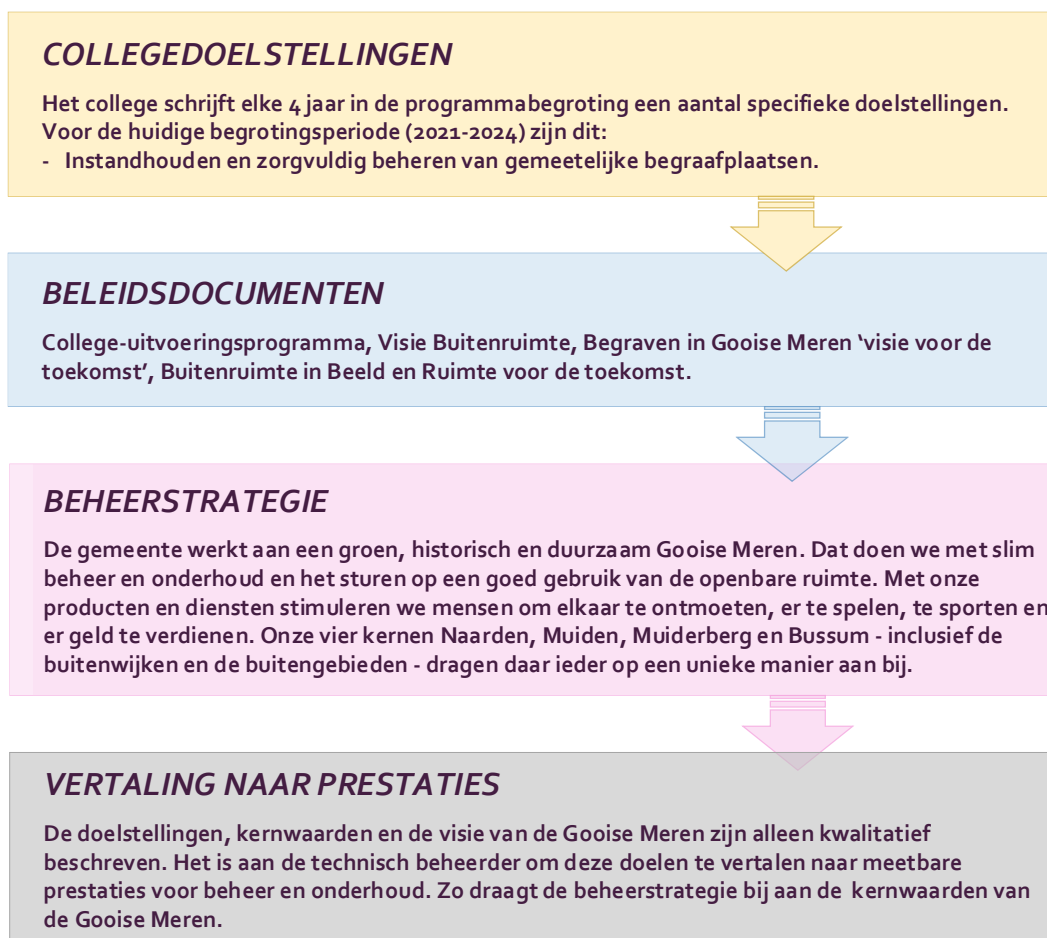 COLLEGEDOELSTELLINGEN
Het college schrijft elke 4 jaar in de programmabegroting een aantal specifieke doelstellingen.
Voor de huidige begrotingsperiode (2021-2024) zijn dit:
- Instandhouden en zorgvuldig beheren van gemeetelijke begraafplaatsen.
BELEIDSDOCUMENTEN
College-uitvoeringsprogramma, Visie Buitenruimte, Begraven in Gooise Meren ‘visie voor de
toekomst’, Buitenruimte in Beeld en Ruimte voor de toekomst.
BEHEERSTRATEGIE
De gemeente werkt aan een groen, historisch en duurzaam Gooise Meren. Dat doen we met slim
beheer en onderhoud en het sturen op een goed gebruik van de openbare ruimte. Met onze
producten en diensten stimuleren we mensen om elkaar te ontmoeten, er te spelen, te sporten en
er geld te verdienen. Onze vier kernen Naarden, Muiden, Muiderberg en Bussum - inclusief de
buitenwijken en de buitengebieden - dragen daar ieder op een unieke manier aan bij.
VERTALING NAAR PRESTATIES
De doelstellingen, kernwaarden en de visie van de Gooise Meren zijn alleen kwalitatief
beschreven. Het is aan de technisch beheerder om deze doelen te vertalen naar meetbare
prestaties voor beheer en onderhoud. Zo draagt de beheerstrategie bij aan de kernwaarden van
de Gooise Meren.